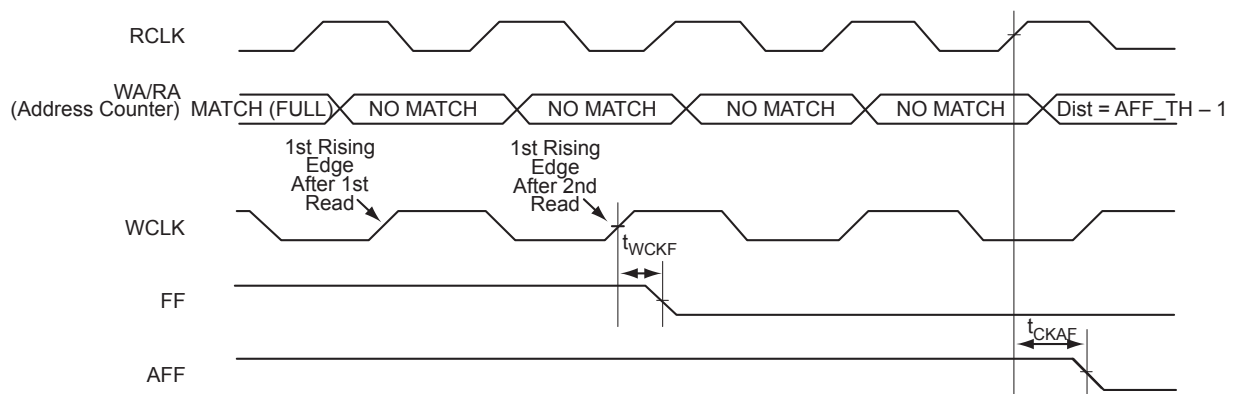 RCLK
WA/RA
(Address Counter) MATCH (FULL) NO MATCH NO MATCH NO MATCH NO MATCH Dist = AFF_TH – 1
1st Rising
Edge
After 1st
Read
1st Rising
Edge
After 2nd
Read
WCLK
tWCKF
FF
tCKAF
AFF